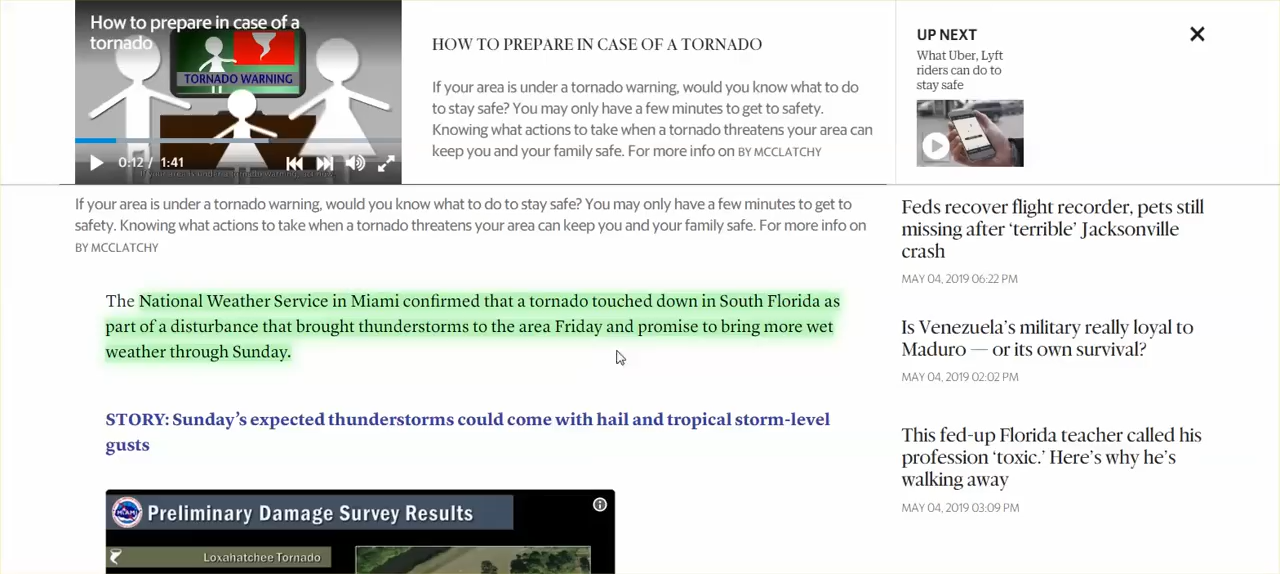 How to prepare in case of a
tornado
TORNADO WARNING
0:12 / 1:41
HOW TO PREPARE IN CASE OF A TORNADO
If your area is under a tornado warning, would you know what to do
to stay safe? You may only have a few minutes to get to safety.
Knowing what actions to take when a tornado threatens your area can
keep you and your family safe. For more info on BY MCCLATCHY
UP NEXT
What Uber, Lyft
riders can do to
stay safe
If your area is under a tornado warning, would you know what to do to stay safe? You may only have a few minutes to get to
safety. Knowing what actions to take when a tornado threatens your area can keep you and your family safe. For more info on
BY MCCLATCHY
The National Weather Service in Miami confirmed that a tornado touched down in South Florida as
part of a disturbance that brought thunderstorms to the area Friday and promise to bring more wet
weather through Sunday.
STORY: Sunday’s expected thunderstorms could come with hail and tropical storm-level
gusts
MIAMI
Preliminary Damage Survey Results
Loxahatchee Tornado
Feds recover flight recorder, pets still
missing after ‘terrible’ Jacksonville
crash
MAY 04, 2019 06:22 PM
Is Venezuela’s military really loyal to
Maduro — or its own survival?
MAY 04, 2019 02:02 PM
This fed-up Florida teacher called his
profession ‘toxic.’ Here’s why he’s
walking away
MAY 04, 2019 03:09 PM